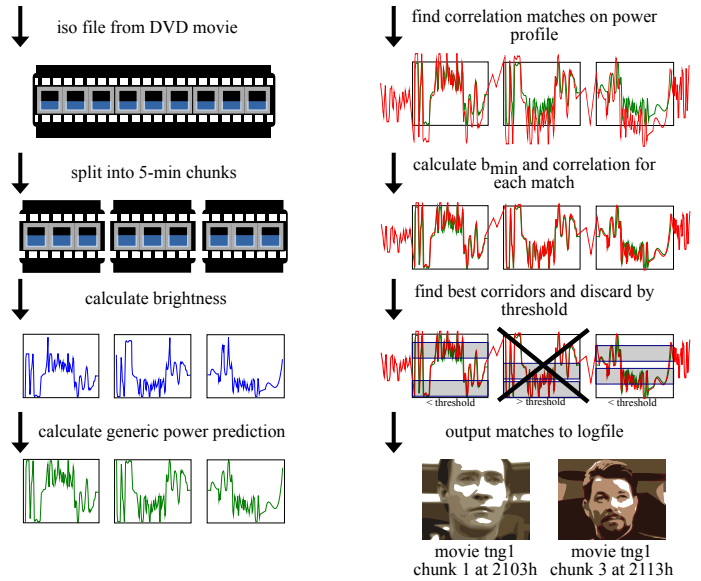 iso file from DVD movie
split into 5-min chunks
calculate brightness
calculate generic power prediction
find correlation matches on power
profile
calculate bmin and correlation for
each match
find best corridors and discard by
threshold
< threshold
> threshold
< threshold
output matches to logfile
movie tng1
chunk 1 at 2103h
movie tng1
chunk 3 at 2113h